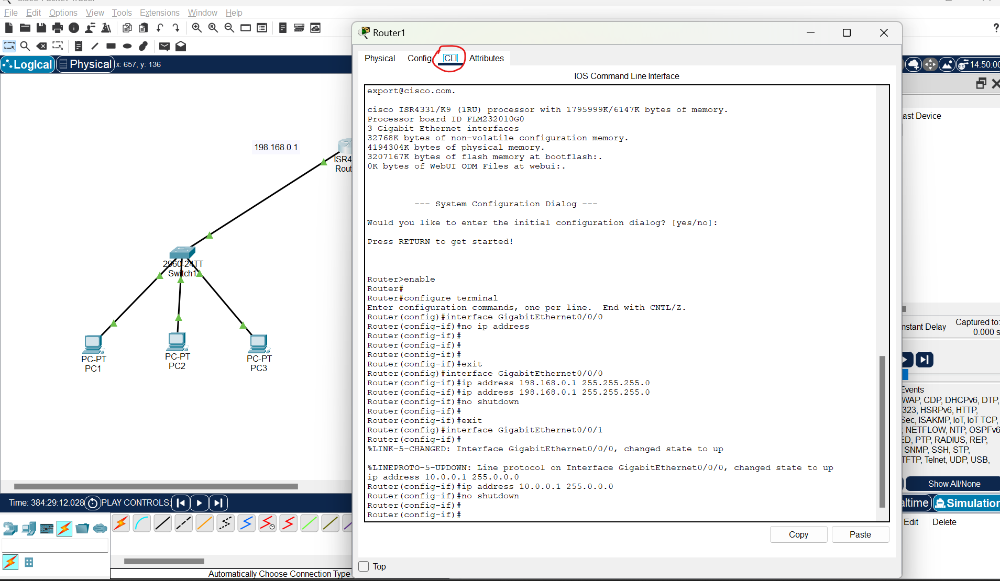 File Edit Options View Tools Extensions Window Help
?
Logical
Physical
x: 657, y: 136
14:50:00
198.168.0.1
ISR4
Rout
2960-24TT
Switch1
PC-PT
PC1
PC-PT
PC2
PC-PT
PC3
Router1
Physical Config CLI Attributes
IOS Command Line Interface
export@cisco.com.
cisco ISR4331/K9 (1RU) processor with 1795999K/6147K bytes of memory.
Processor board ID FLM232010G0
3 Gigabit Ethernet interfaces
32768K bytes of non-volatile configuration memory.
4194304K bytes of physical memory.
3207167K bytes of flash memory at bootflash:.
0K bytes of WebUI ODM Files at webui:.
--- System Configuration Dialog ---
Would you like to enter the initial configuration dialog? [yes/no]:
Press RETURN to get started!
Router>enable
Router#
Router#configure terminal
Enter configuration commands, one per line.  End with CNTL/Z.
Router(config)#interface GigabitEthernet0/0/0
Router(config-if)#no ip address
Router(config-if)#
Router(config-if)#
Router(config-if)#
Router(config-if)#exit
Router(config)#interface GigabitEthernet0/0/0
Router(config-if)#ip address 198.168.0.1 255.255.255.0
Router(config-if)#ip address 198.168.0.1 255.255.255.0
Router(config-if)#no shutdown
Router(config-if)#
Router(config-if)#exit
Router(config)#interface GigabitEthernet0/0/1
Router(config-if)#
%LINK-5-CHANGED: Interface GigabitEthernet0/0/0, changed state to up
%LINEPROTO-5-UPDOWN: Line protocol on Interface GigabitEthernet0/0/0, changed state to up
ip address 10.0.0.1 255.0.0.0
Router(config-if)#ip address 10.0.0.1 255.0.0.0
Router(config-if)#no shutdown
Router(config-if)#
Router(config-if)#
Copy
Paste
Top
ast Device
nstant Delay
Captured to:
0.000 s
Events
WAP, CDP, DHCPv6, DTP,
323, HSRPv6, HTTP,
Sec, ISAKMP, IoT, IoT TCP,
, NETFLOW, NTP, OSPFv6
ED, PTP, RADIUS, REP,
SNMP, SSH, STP,
TFTP, Telnet, UDP, USB,
Show All/None
altime
Simulation
Edit
Delete
Time: 384:29:12.028
PLAY CONTROLS:
Automatically Choose Connection Type